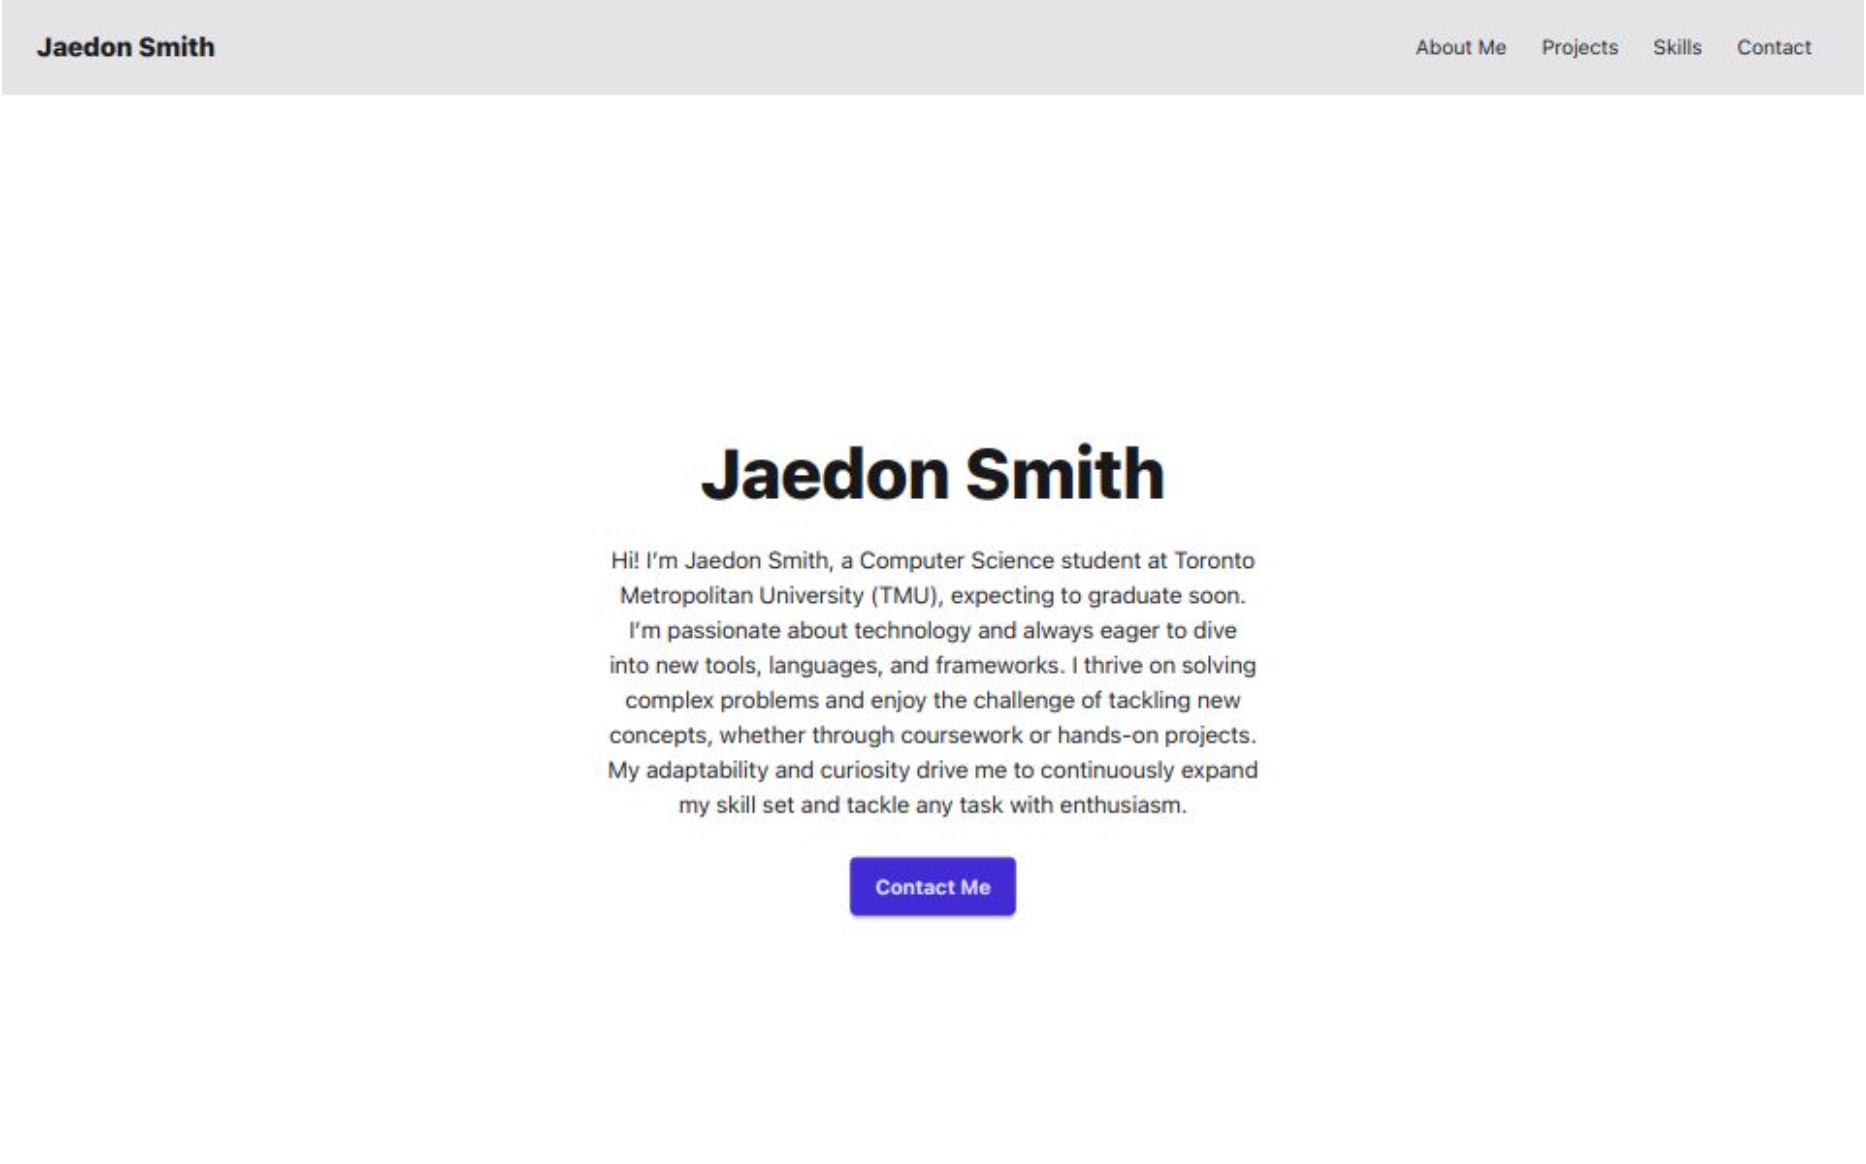 Jaedon Smith
About Me Projects Skills Contact
Jaedon Smith
Hi! I’m Jaedon Smith, a Computer Science student at Toronto
Metropolitan University (TMU), expecting to graduate soon.
I’m passionate about technology and always eager to dive
into new tools, languages, and frameworks. I thrive on solving
complex problems and enjoy the challenge of tackling new
concepts, whether through coursework or hands-on projects.
My adaptability and curiosity drive me to continuously expand
my skill set and tackle any task with enthusiasm.
Contact Me